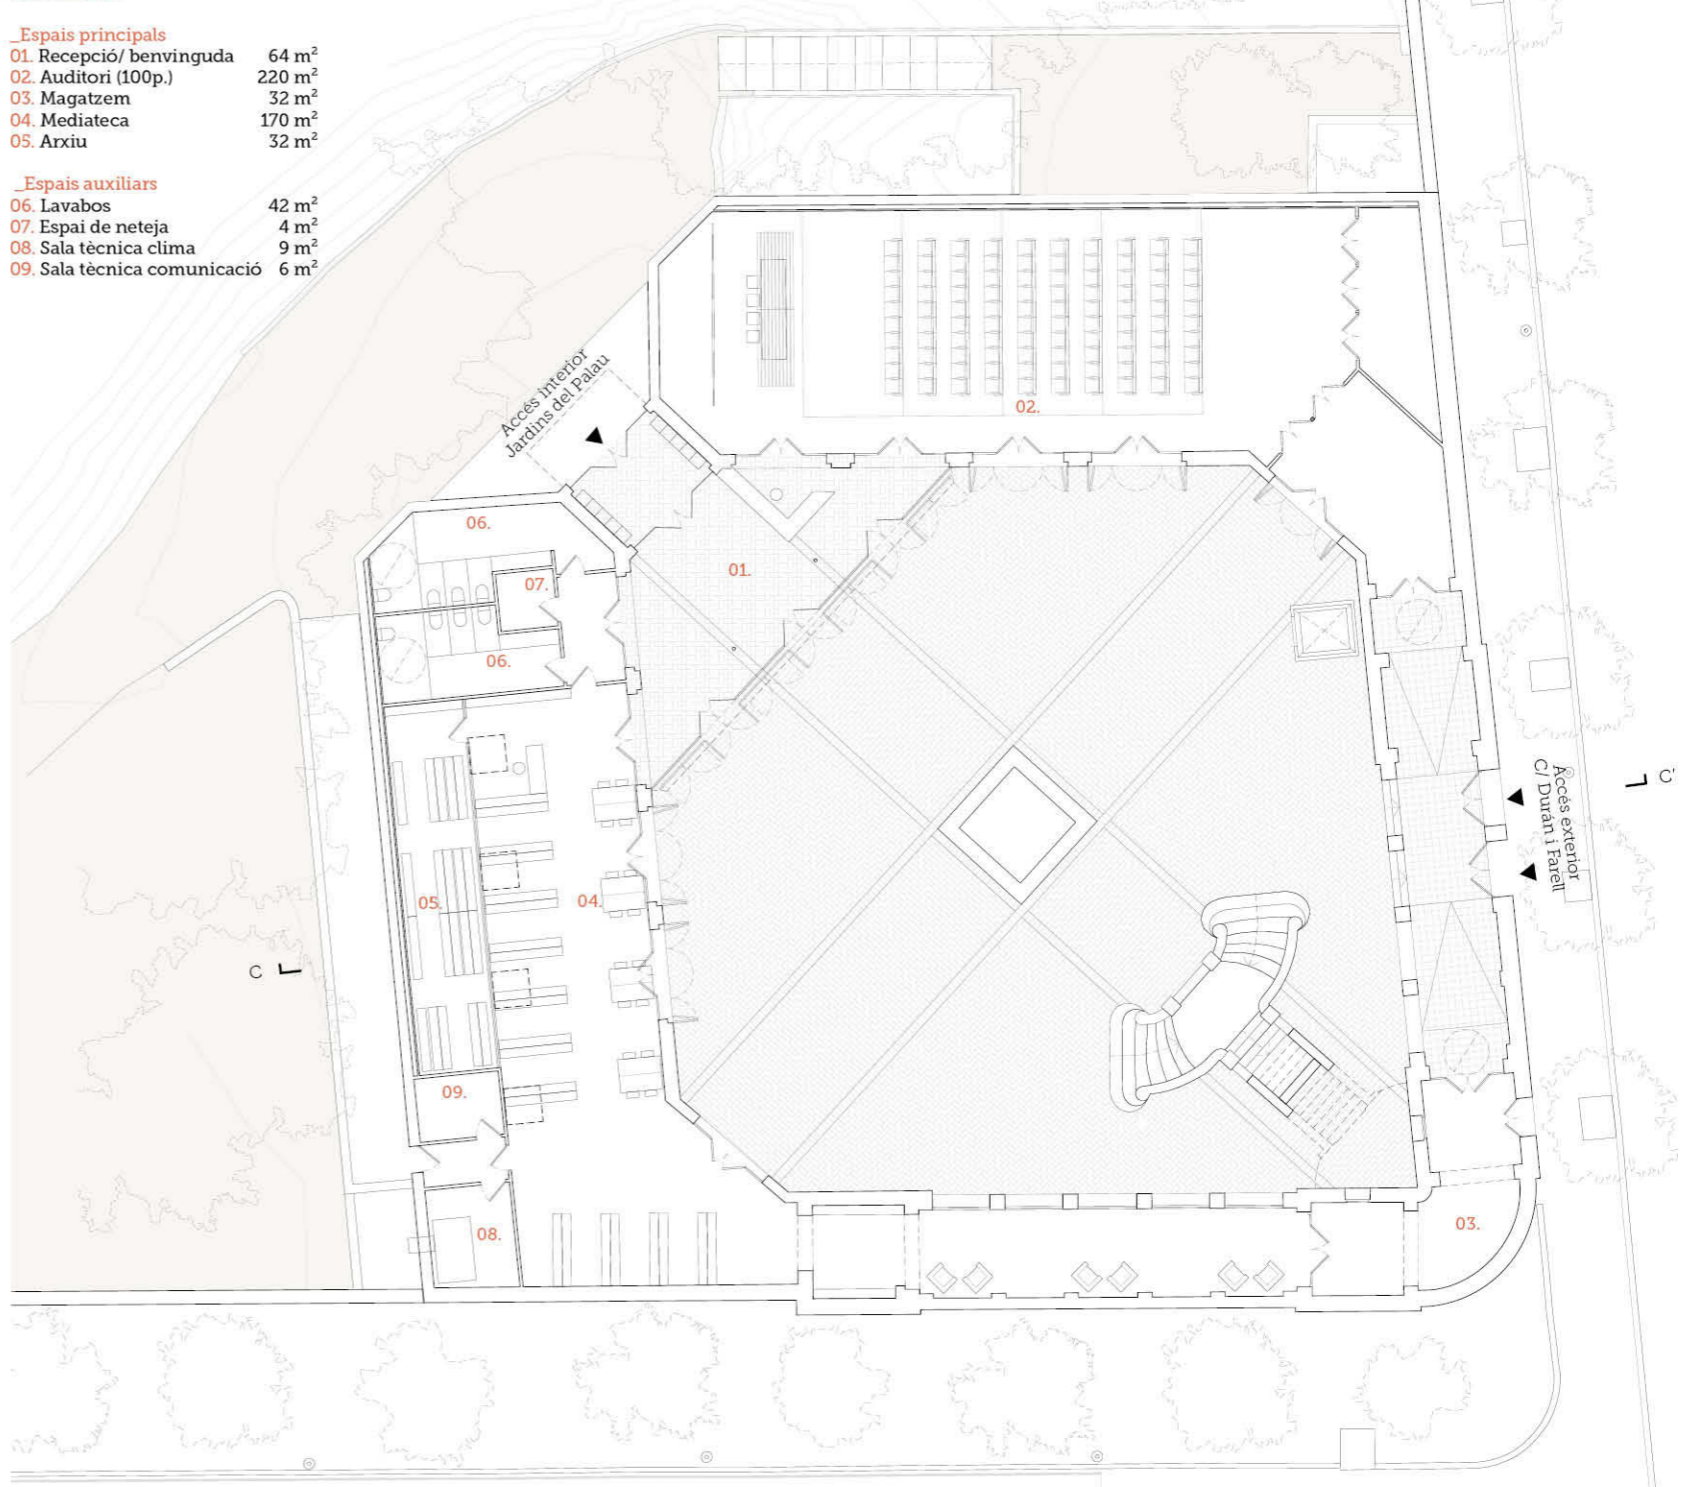 _Espais principals
01. Recepció/ benvinguda 64 m²
02. Auditori (100p.) 220 m²
03. Magatzem 32 m²
04. Mediateca 170 m²
05. Arxiu 32 m²
_Espais auxiliars
06. Lavabos 42 m²
07. Espai de neteja 4 m²
08. Sala tècnica clima 9 m²
09. Sala tècnica comunicació 6 m²
Accés interior
Jardins del Palau
02.
06.
01.
07.
06.
Accés exterior
C/ Durán i Farell
C'
05.
04.
C
09.
03.
08.